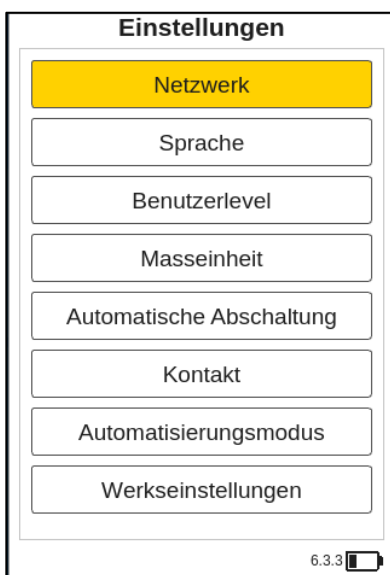 Einstellungen
Netzwerk
Sprache
Benutzerlevel
Masseinheit
Automatische Abschaltung
Kontakt
Automatisierungsmodus
Werkseinstellungen
6.3.3